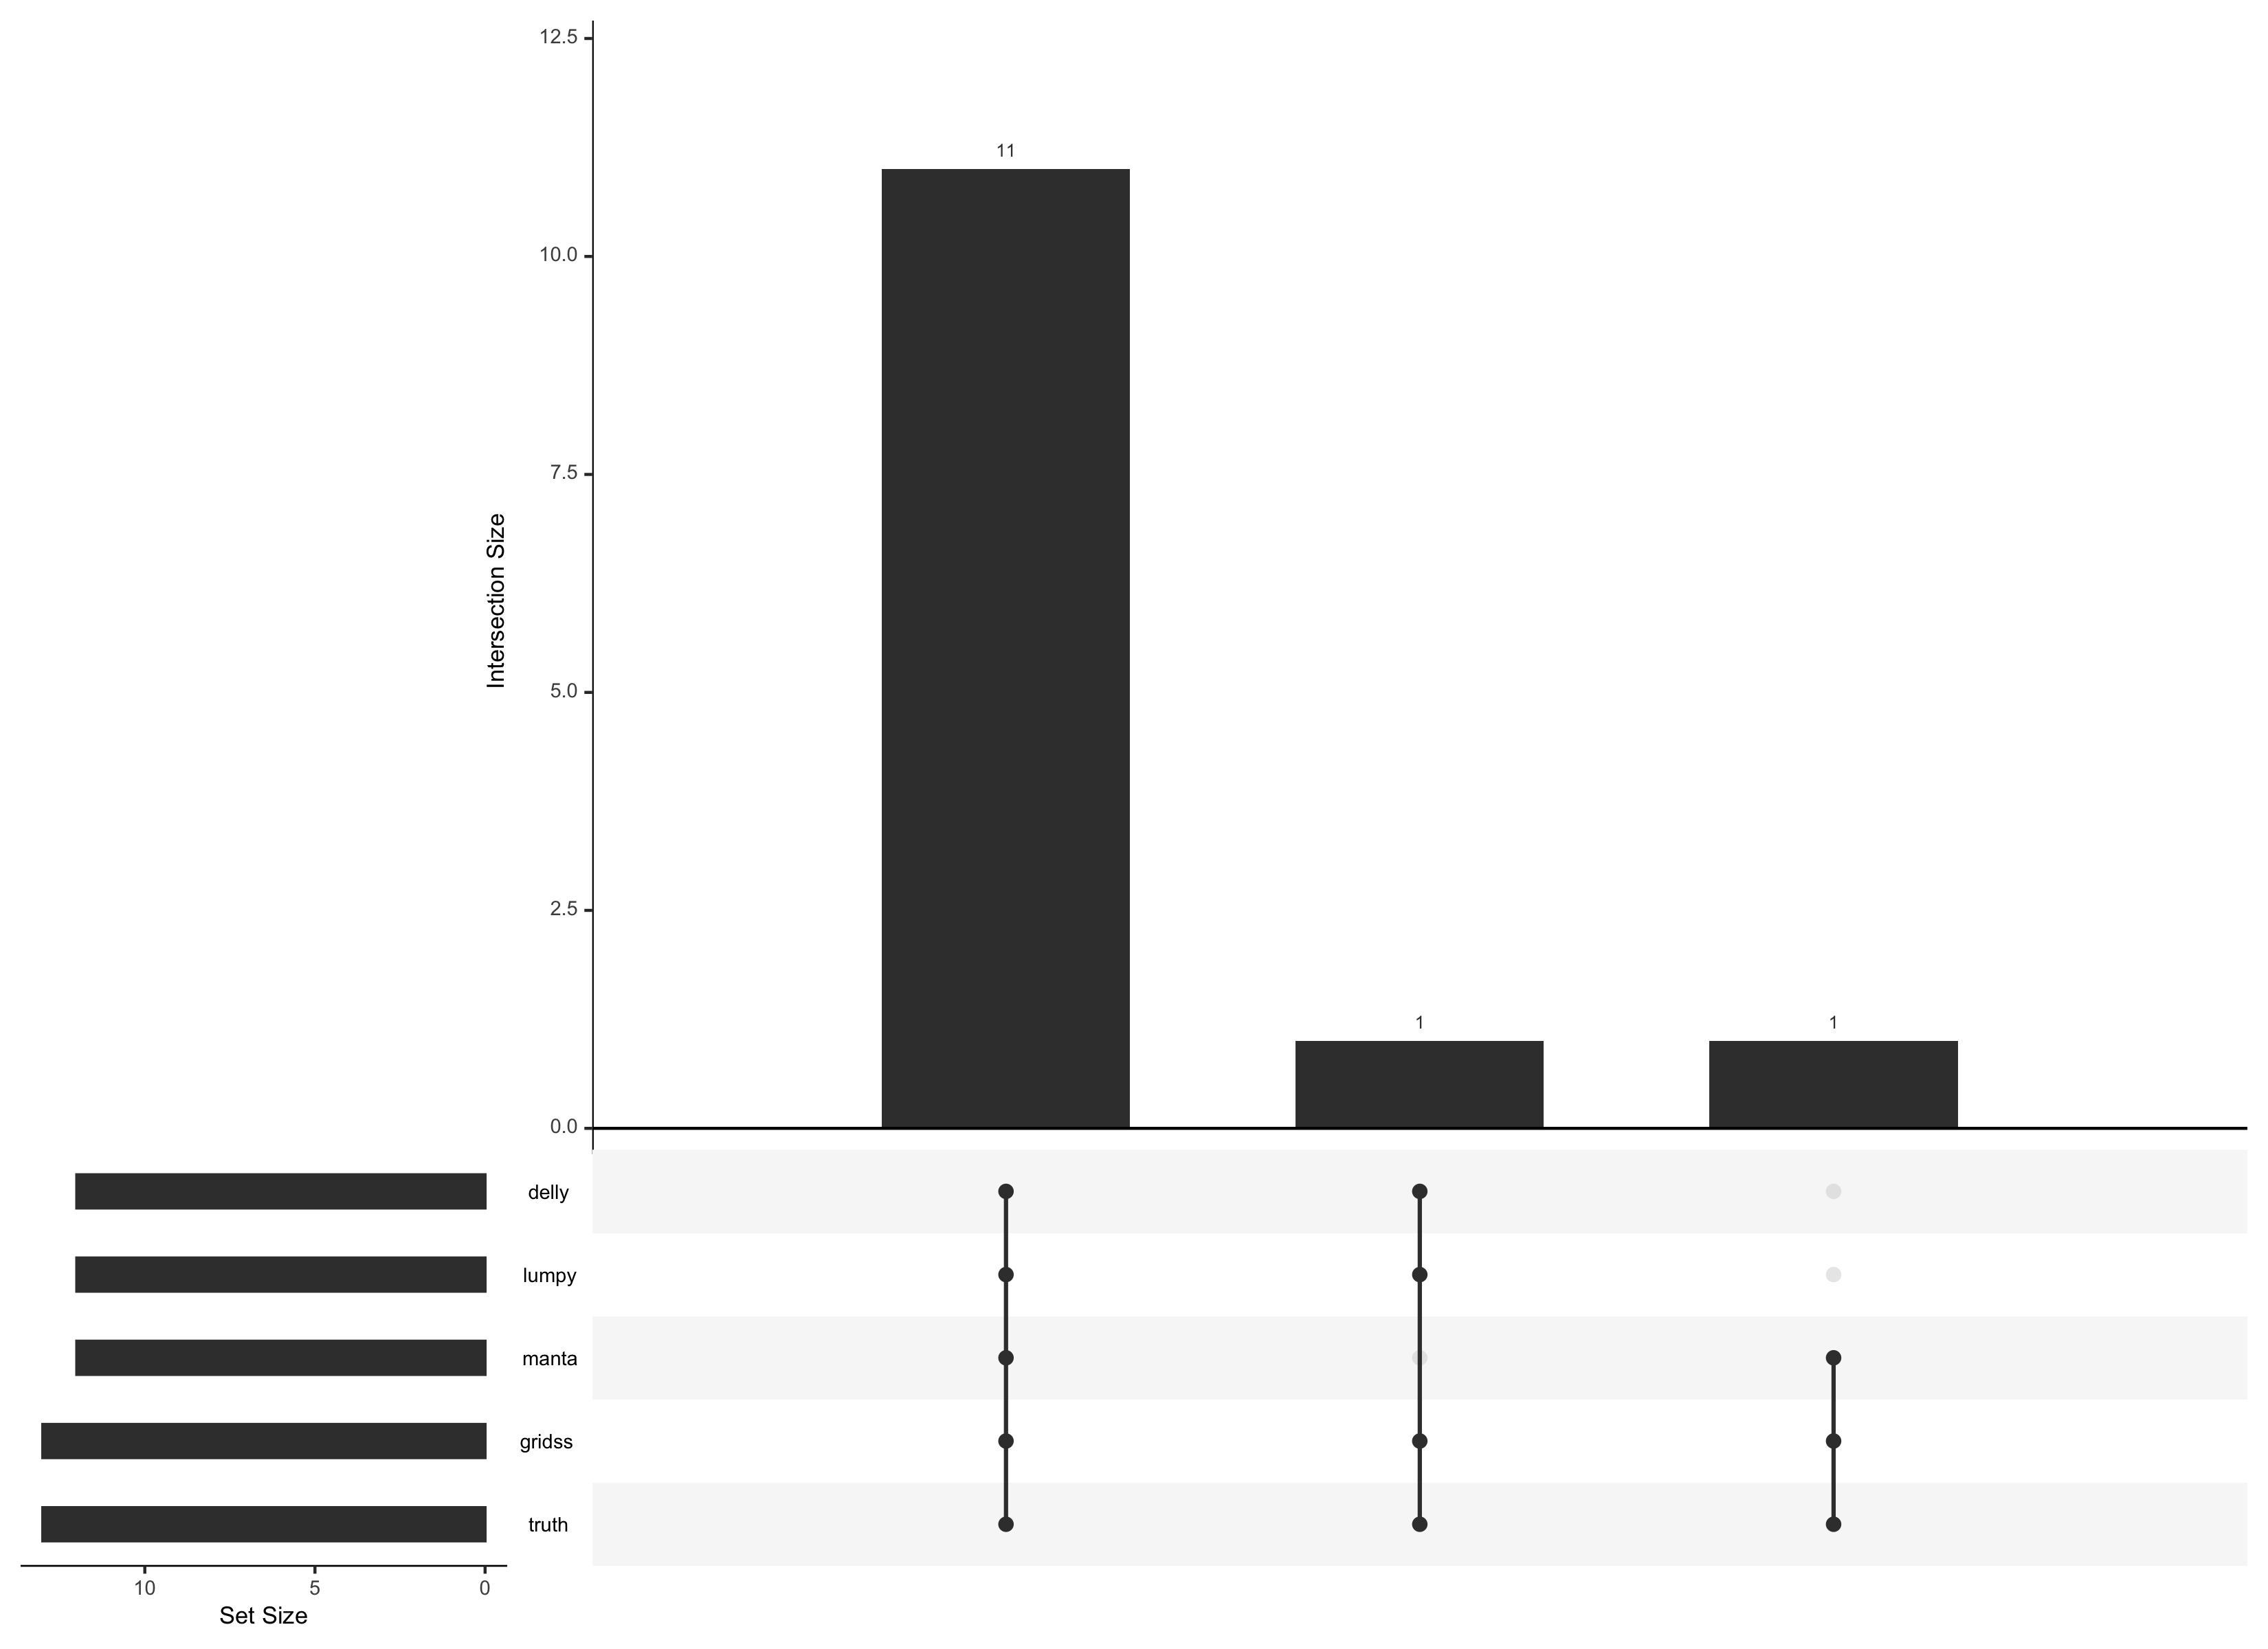 12.5
11
10.0
7.5
Intersection Size
5.0
2.5
1
1
0.0
delly
lumpy
manta
gridss
truth
10 5 0
Set Size